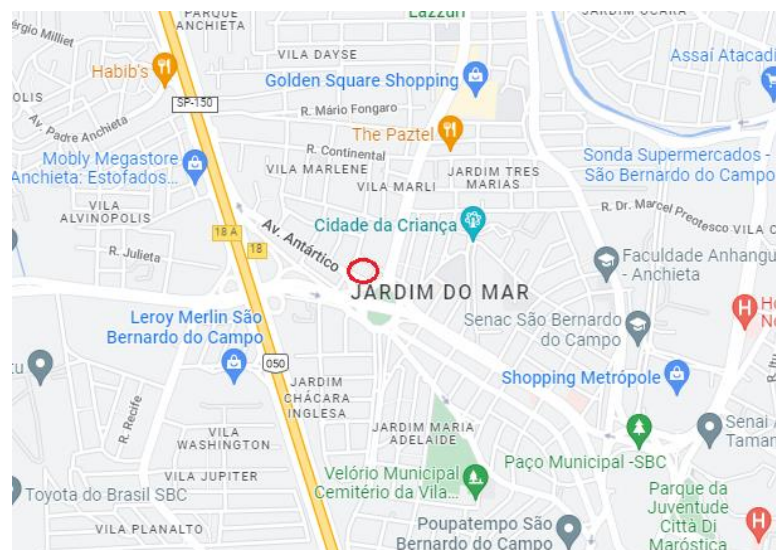 PARQUE
ANCHIETA
Lazzuri
Habib's
VILA DAYSE
Golden Square Shopping
Assaí Atacadi
SP-150
R. Mário Fongaro
Av. Padre Anchieta
The Paztel
R. Continental
Mobly Megastore
Anchieta: Estofados...
VILA MARLENE
VILA MARLI
JARDIM TRES
MARIAS
Sonda Supermercados -
São Bernardo do Campo
VILA
ALVINOPOLIS
R. Dr. Marcel Preotesco
VILA C
Cidade da Criança
18 A
18
Av. Antártico
R. Julieta
Faculdade Anhangu
- Anchieta
JARDIM DO MAR
Leroy Merlin São
Bernardo do Campo
Senac São Bernardo
do Campo
H
Ho
No
050
Shopping Metrópole
JARDIM
CHÁCARA
INGLESA
R. Recife
VILA
WASHINGTON
JARDIM MARIA
ADELAIDE
Paço Municipal -SBC
Senai A
Taman
VILA JUPITER
Velório Municipal
Cemitério da Vila...
Toyota do Brasil SBC
Parque da
Juventude
Città Di
Maróstica
H
VILA PLANALTO
Poupatempo São
Bernardo do Campo